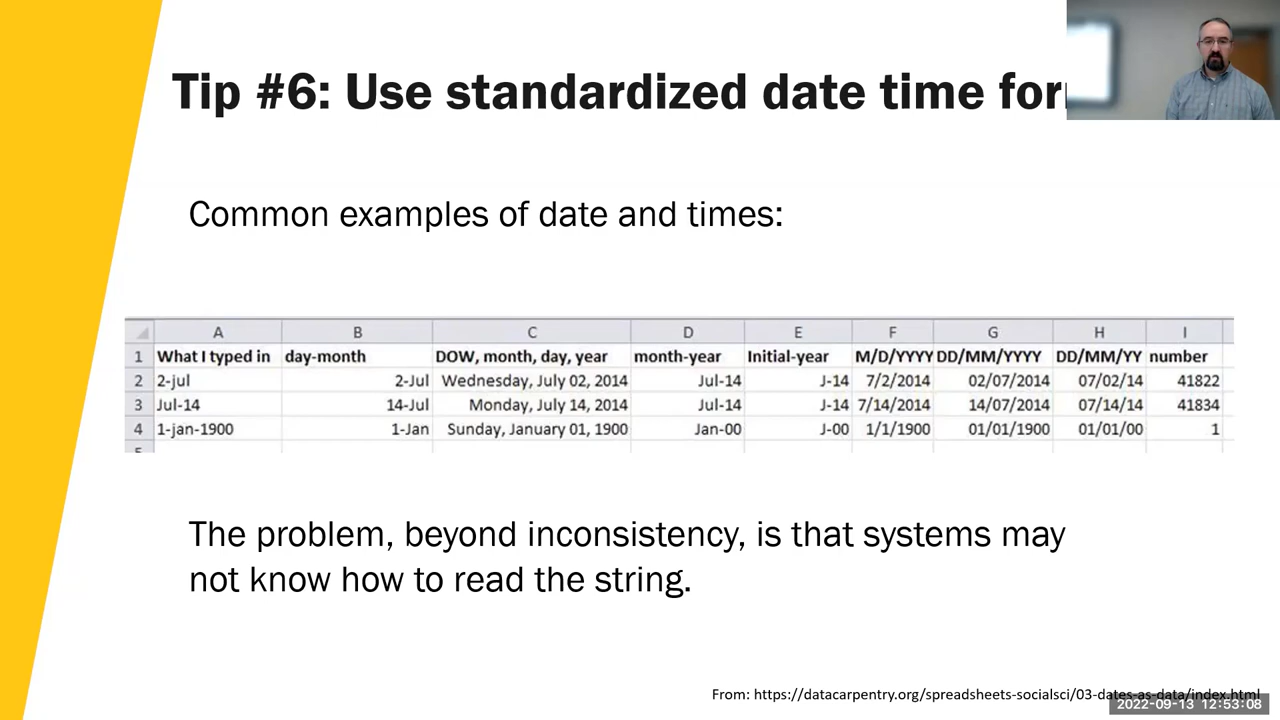 Tip #6: Use standardized date time for
Common examples of date and times:
A B C D E F G H I
1 What I typed in day-month DOW, month, day, year month-year Initial-year M/D/YYYY DD/MM/YYYY DD/MM/YY number
2 2-jul 2-Jul Wednesday, July 02, 2014 Jul-14 J-14 7/2/2014 02/07/2014 07/02/14 41822
3 Jul-14 14-Jul Monday, July 14, 2014 Jul-14 J-14 7/14/2014 14/07/2014 07/14/14 41834
4 1-jan-1900 1-Jan Sunday, January 01, 1900 Jan-00 J-00 1/1/1900 01/01/1900 01/01/00 1
The problem, beyond inconsistency, is that systems may
not know how to read the string.
From: https://datacarpentry.org/spreadsheets-socialsci/03-dates-as-data/index.html
2022-09-13 12:53:08